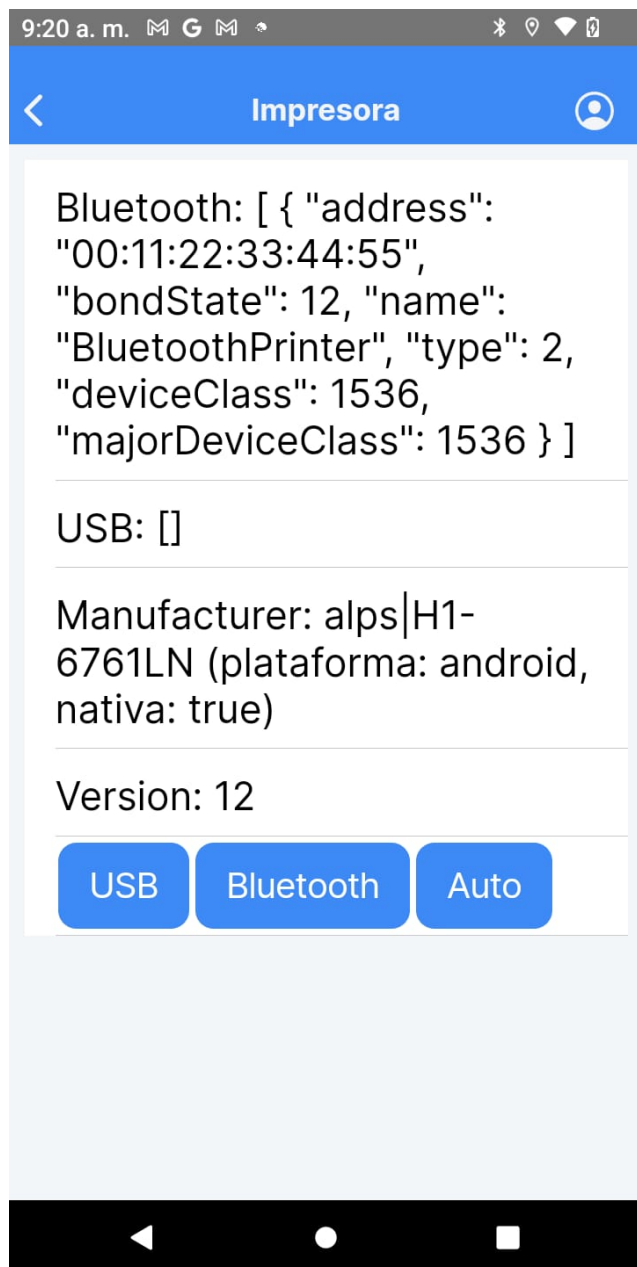 9:20 a. m.
Impresora
Bluetooth: [ { "address":
"00:11:22:33:44:55",
"bondState": 12, "name":
"BluetoothPrinter", "type": 2,
"deviceClass": 1536,
"majorDeviceClass": 1536 } ]
USB: []
Manufacturer: alps|H1-
6761LN (plataforma: android,
nativa: true)
Version: 12
USB Bluetooth Auto